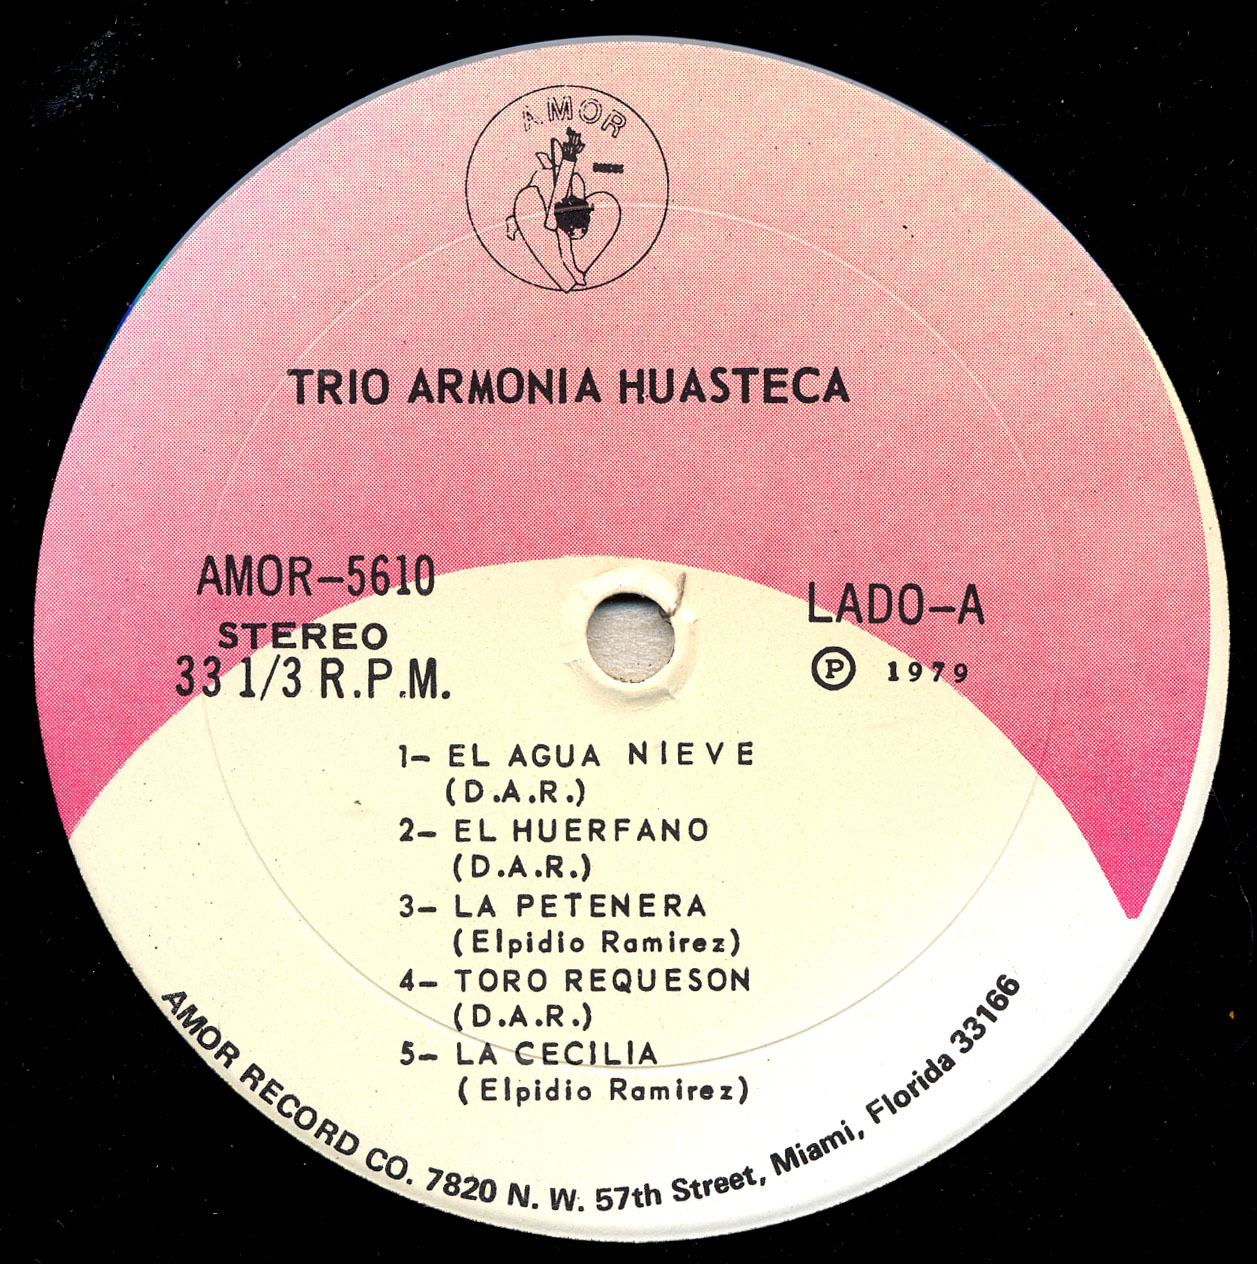 AMOR
TRIO ARMONIA HUASTECA
AMOR-5610
STEREO
33 1/3 R.P.M.
LADO-A
Ⓟ 1979
1- EL AGUA NIEVE
(D.A.R.)
2- EL HUERFANO
(D.A.R.)
3- LA PETENERA
(Elpidio Ramirez)
4- TORO REQUESON
(D.A.R.)
5- LA CECILIA
(Elpidio Ramirez)
AMOR RECORD CO. 7820 N. W. 57th Street, Miami, Florida 33166